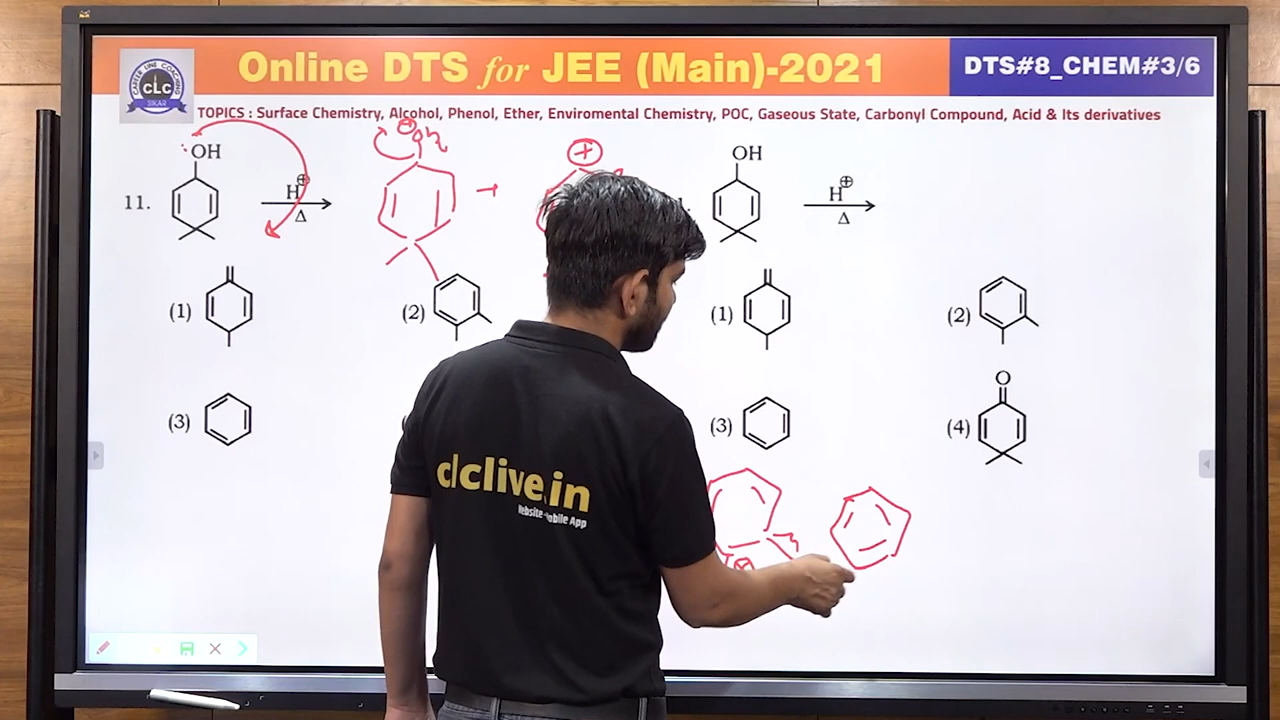 Online DTS for JEE (Main)-2021
DTS#8_CHEM#3/6
CAREER LINE COACHING
CLC
SIKAR
TOPICS : Surface Chemistry, Alcohol, Phenol, Ether, Enviromental Chemistry, POC, Gaseous State, Carbonyl Compound, Acid & Its derivatives
11.
OH
H⊕
Δ
⊕
OH
H⊕
Δ
(1)
(2)
(1)
(2)
(3)
(3)
(4)
O
clclive.in
Website
App